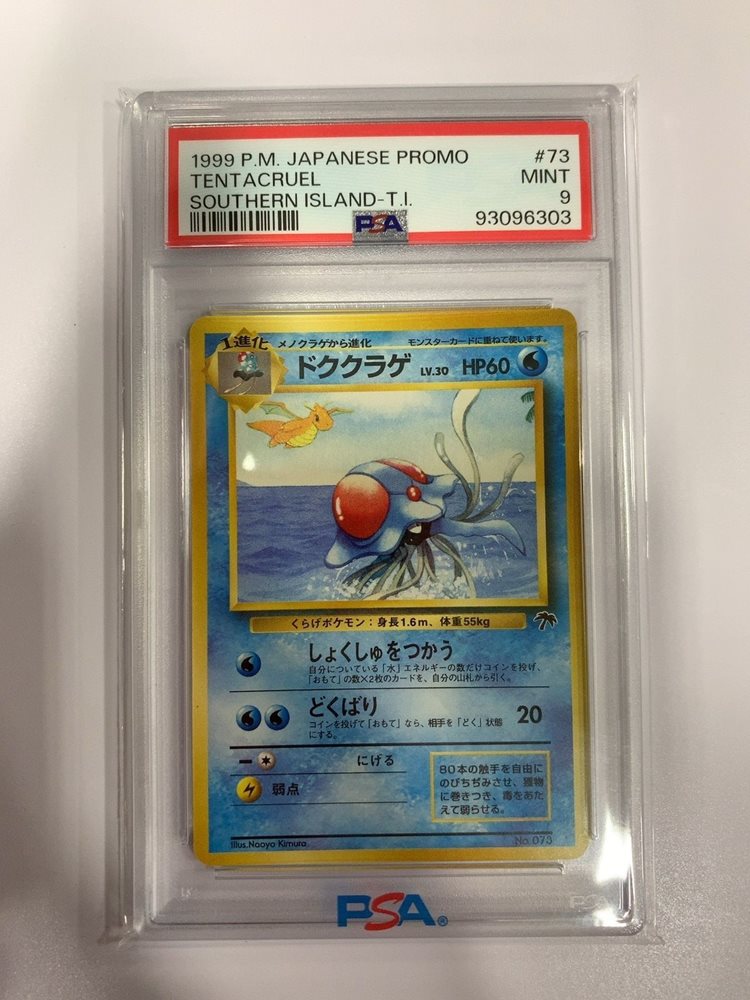 1999 P.M. JAPANESE PROMO #73
TENTACRUEL MINT
SOUTHERN ISLAND-T.I. 9
PSA 93096303
1進化 メノクラゲから進化 モンスターカードに重ねて使います。
ドククラゲ LV.30 HP60
くらげポケモン：身長1.6m、体重55kg
しょくしゅをつかう
自分についている「水」エネルギーの数だけコインを投げ、
「おもて」の数×2枚のカードを、自分の山札から引く。
どくばり 20
コインを投げて「おもて」なら、相手を「どく」状態
にする。
にげる
弱点
80本の触手を自由に
のびちぢみさせ、獲物
に巻きつき、毒をあた
えて弱らせる。
Illus.Naoyo Kimura No.073
PSA®